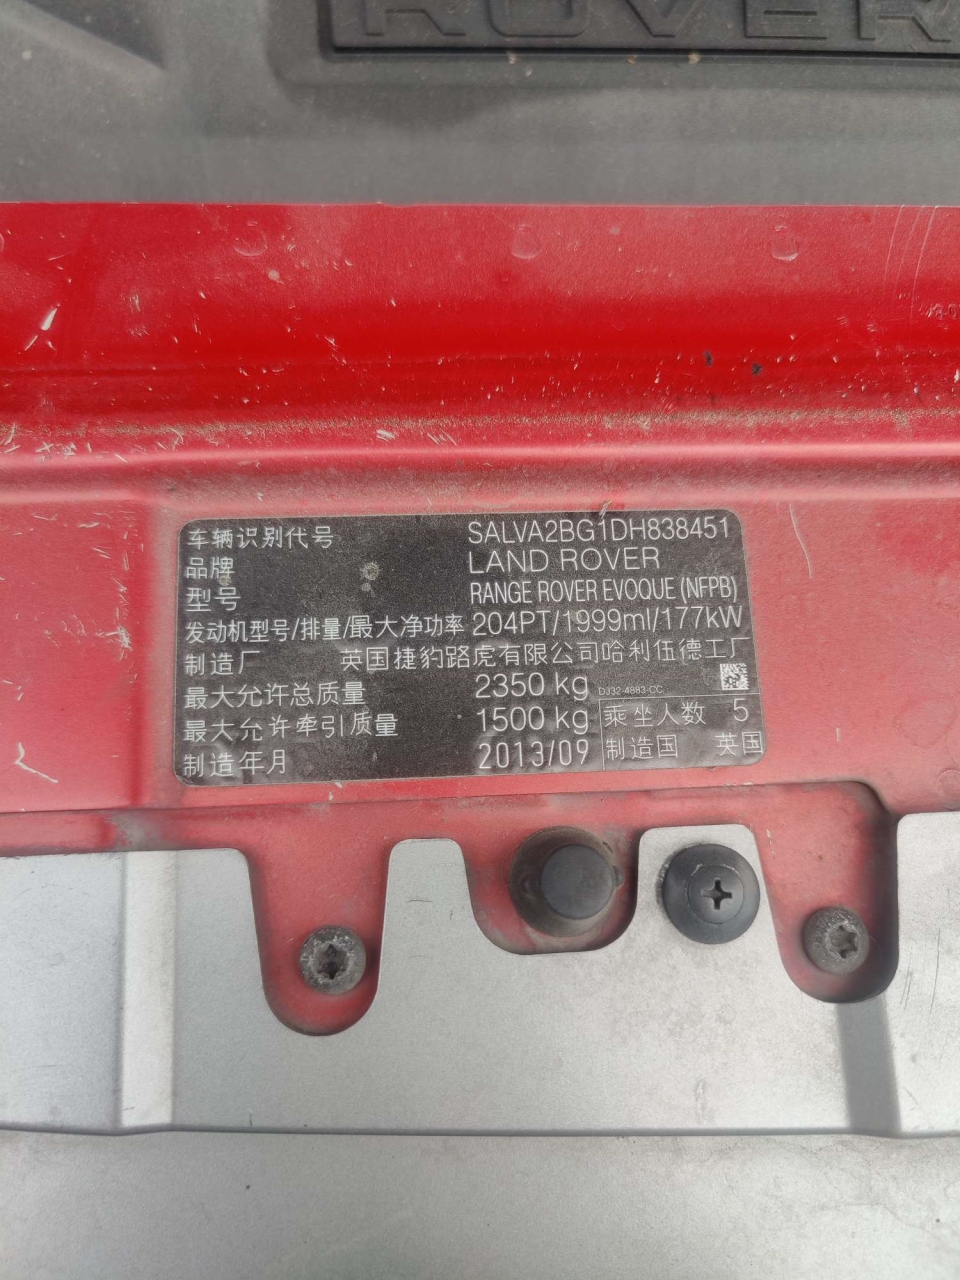 ROVER
车辆识别代号 SALVA2BG1DH838451
品牌 LAND ROVER
型号 RANGE ROVER EVOQUE (NFPB)
发动机型号/排量/最大净功率 204PT/1999ml/177kW
制造厂 英国捷豹路虎有限公司哈利伍德工厂
最大允许总质量 2350 kg DJ32-4883-CC
最大允许牵引质量 1500 kg 乘坐人数 5
制造年月 2013/09 制造国 英国